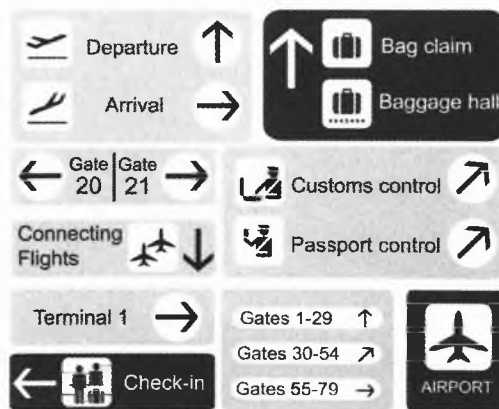 Departure
Arrival
Bag claim
Baggage hall
Gate 20
Gate 21
Customs control
Passport control
Connecting
Flights
Terminal 1
Check-in
Gates 1-29
Gates 30-54
Gates 55-79
AIRPORT